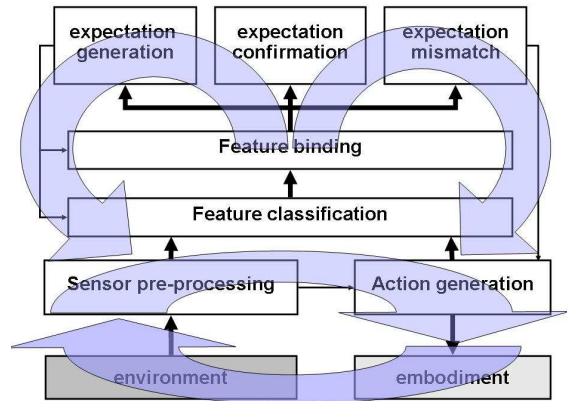 expectation generation
expectation confirmation
expectation mismatch
Feature binding
Feature classification
Sensor pre-processing
Action generation
environment
embodiment